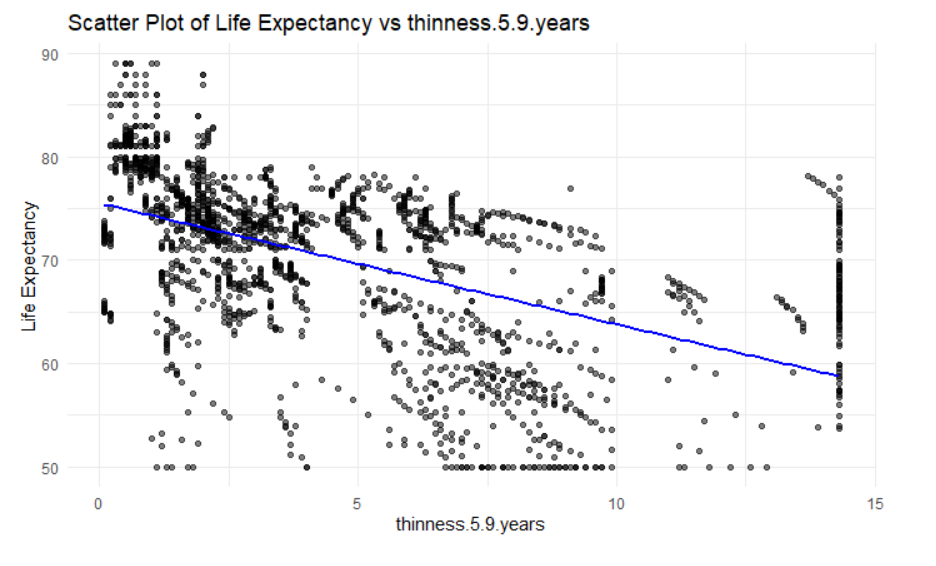 Scatter Plot of Life Expectancy vs thinness.5.9.years
90
80
70
60
50
Life Expectancy
0 5 10 15
thinness.5.9.years